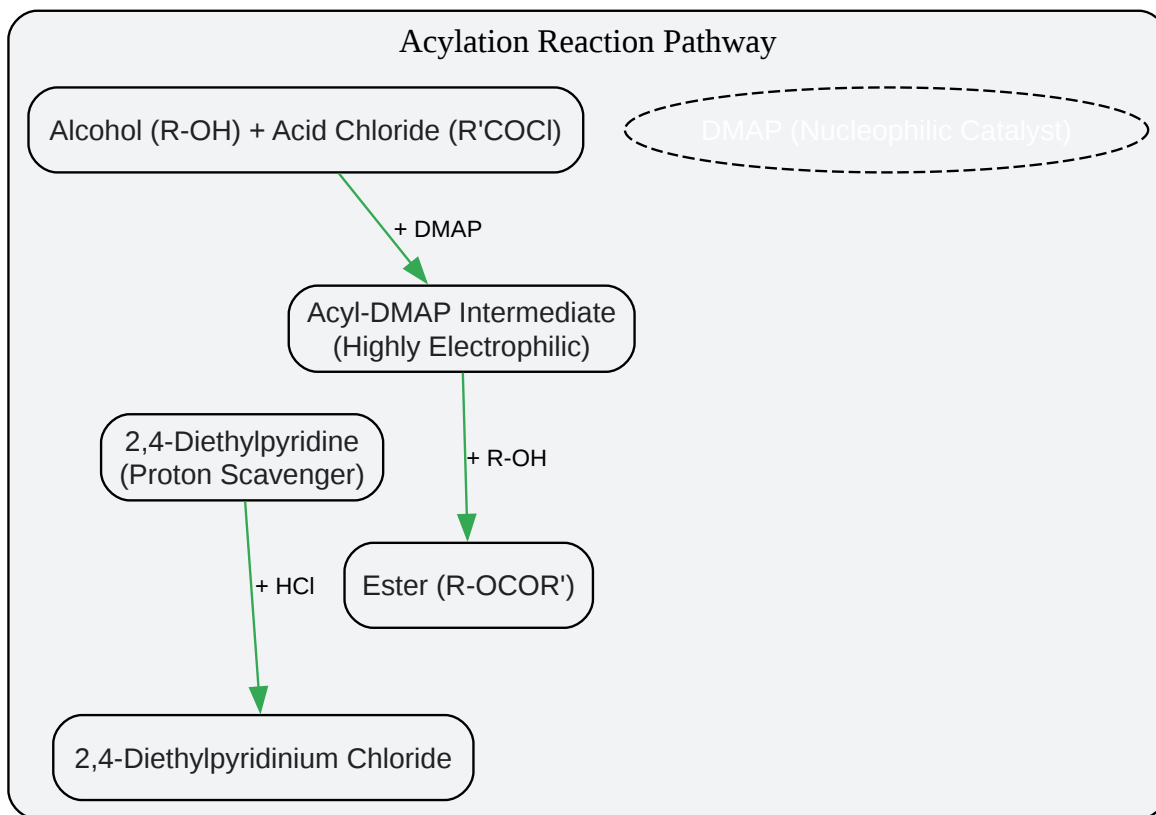 Acylation Reaction Pathway
Alcohol (R-OH) + Acid Chloride (R'COCl)
DMAP (Nucleophilic Catalyst)
+ DMAP
Acyl-DMAP Intermediate
(Highly Electrophilic)
2,4-Diethylpyridine
(Proton Scavenger)
+ R-OH
+ HCl
Ester (R-OCOR')
2,4-Diethylpyridinium Chloride